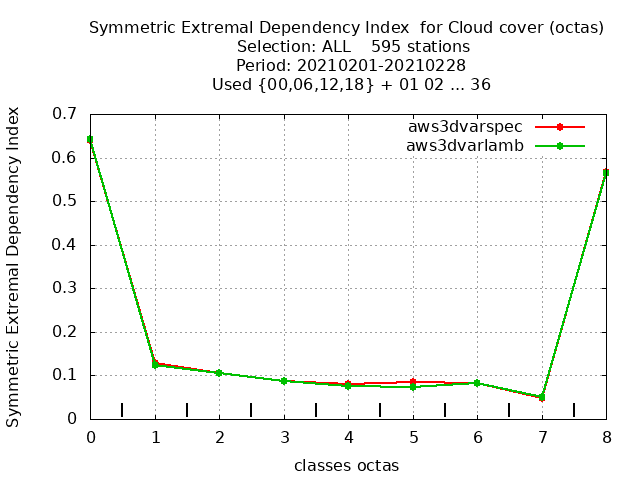 Symmetric Extremal Dependency Index  for Cloud cover (octas)
Selection: ALL    595 stations
Period: 20210201-20210228
Used {00,06,12,18} + 01 02 ... 36
Symmetric Extremal Dependency Index
0.7
0.6
0.5
0.4
0.3
0.2
0.1
0
aws3dvarspec
aws3dvarlamb
0 1 2 3 4 5 6 7 8
classes octas